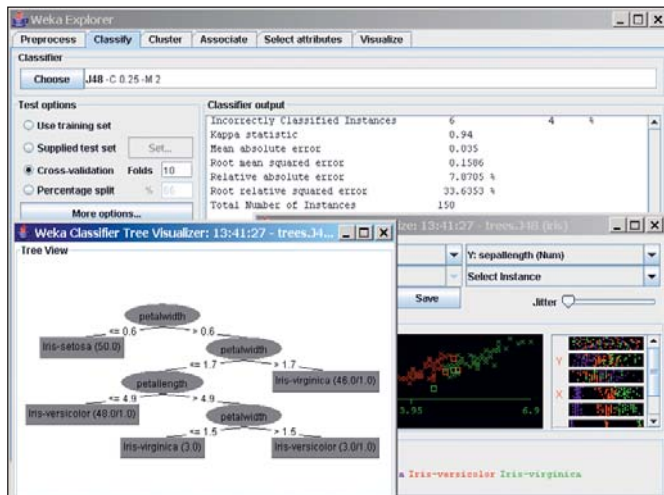 Weka Explorer
Preprocess Classify Cluster Associate Select attributes Visualize
Classifier
Choose J48 -C 0.25 -M 2
Test options
Use training set
Supplied test set Set...
Cross-validation Folds 10
Percentage split % 66
More options...
Classifier output
Incorrectly Classified Instances 6 4 %
Kappa statistic 0.94
Mean absolute error 0.035
Root mean squared error 0.1586
Relative absolute error 7.8705 %
Root relative squared error 33.6353 %
Total Number of Instances 150
lize: 13:41:27 - trees.J48 (iris)
Y: sepallength (Num)
Select Instance
Save
Jitter
Y
X
3.95 6.9
Iris-versicolor Iris-virginica
Weka Classifier Tree Visualizer: 13:41:27 - trees.J4...
Tree View
petalwidth
<= 0.6 > 0.6
Iris-setosa (50.0) petalwidth
<= 1.7 > 1.7
petallength Iris-virginica (46.0/1.0)
<= 4.9 > 4.9
Iris-versicolor (48.0/1.0) petalwidth
<= 1.5 > 1.5
Iris-virginica (3.0) Iris-versicolor (3.0/1.0)